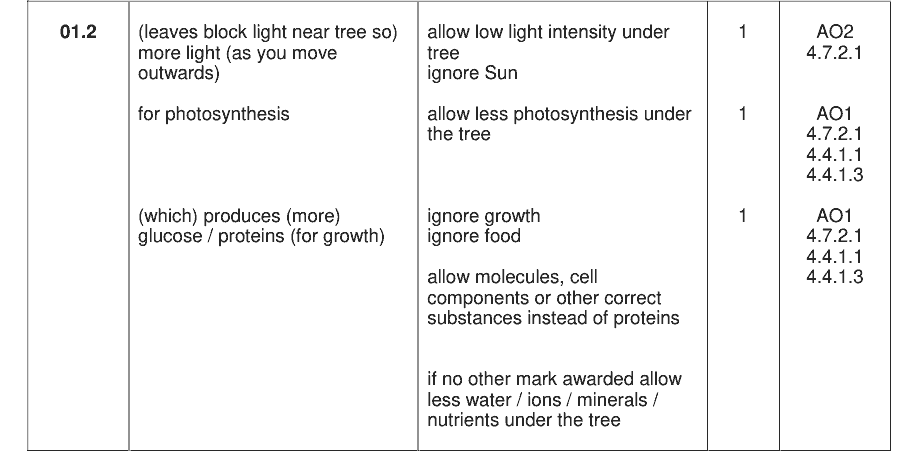 01.2
(leaves block light near tree so)
more light (as you move
outwards)
allow low light intensity under
tree
ignore Sun
1
AO2
4.7.2.1
for photosynthesis
allow less photosynthesis under
the tree
1
AO1
4.7.2.1
4.4.1.1
4.4.1.3
(which) produces (more)
glucose / proteins (for growth)
ignore growth
ignore food
allow molecules, cell
components or other correct
substances instead of proteins
if no other mark awarded allow
less water / ions / minerals /
nutrients under the tree
1
AO1
4.7.2.1
4.4.1.1
4.4.1.3